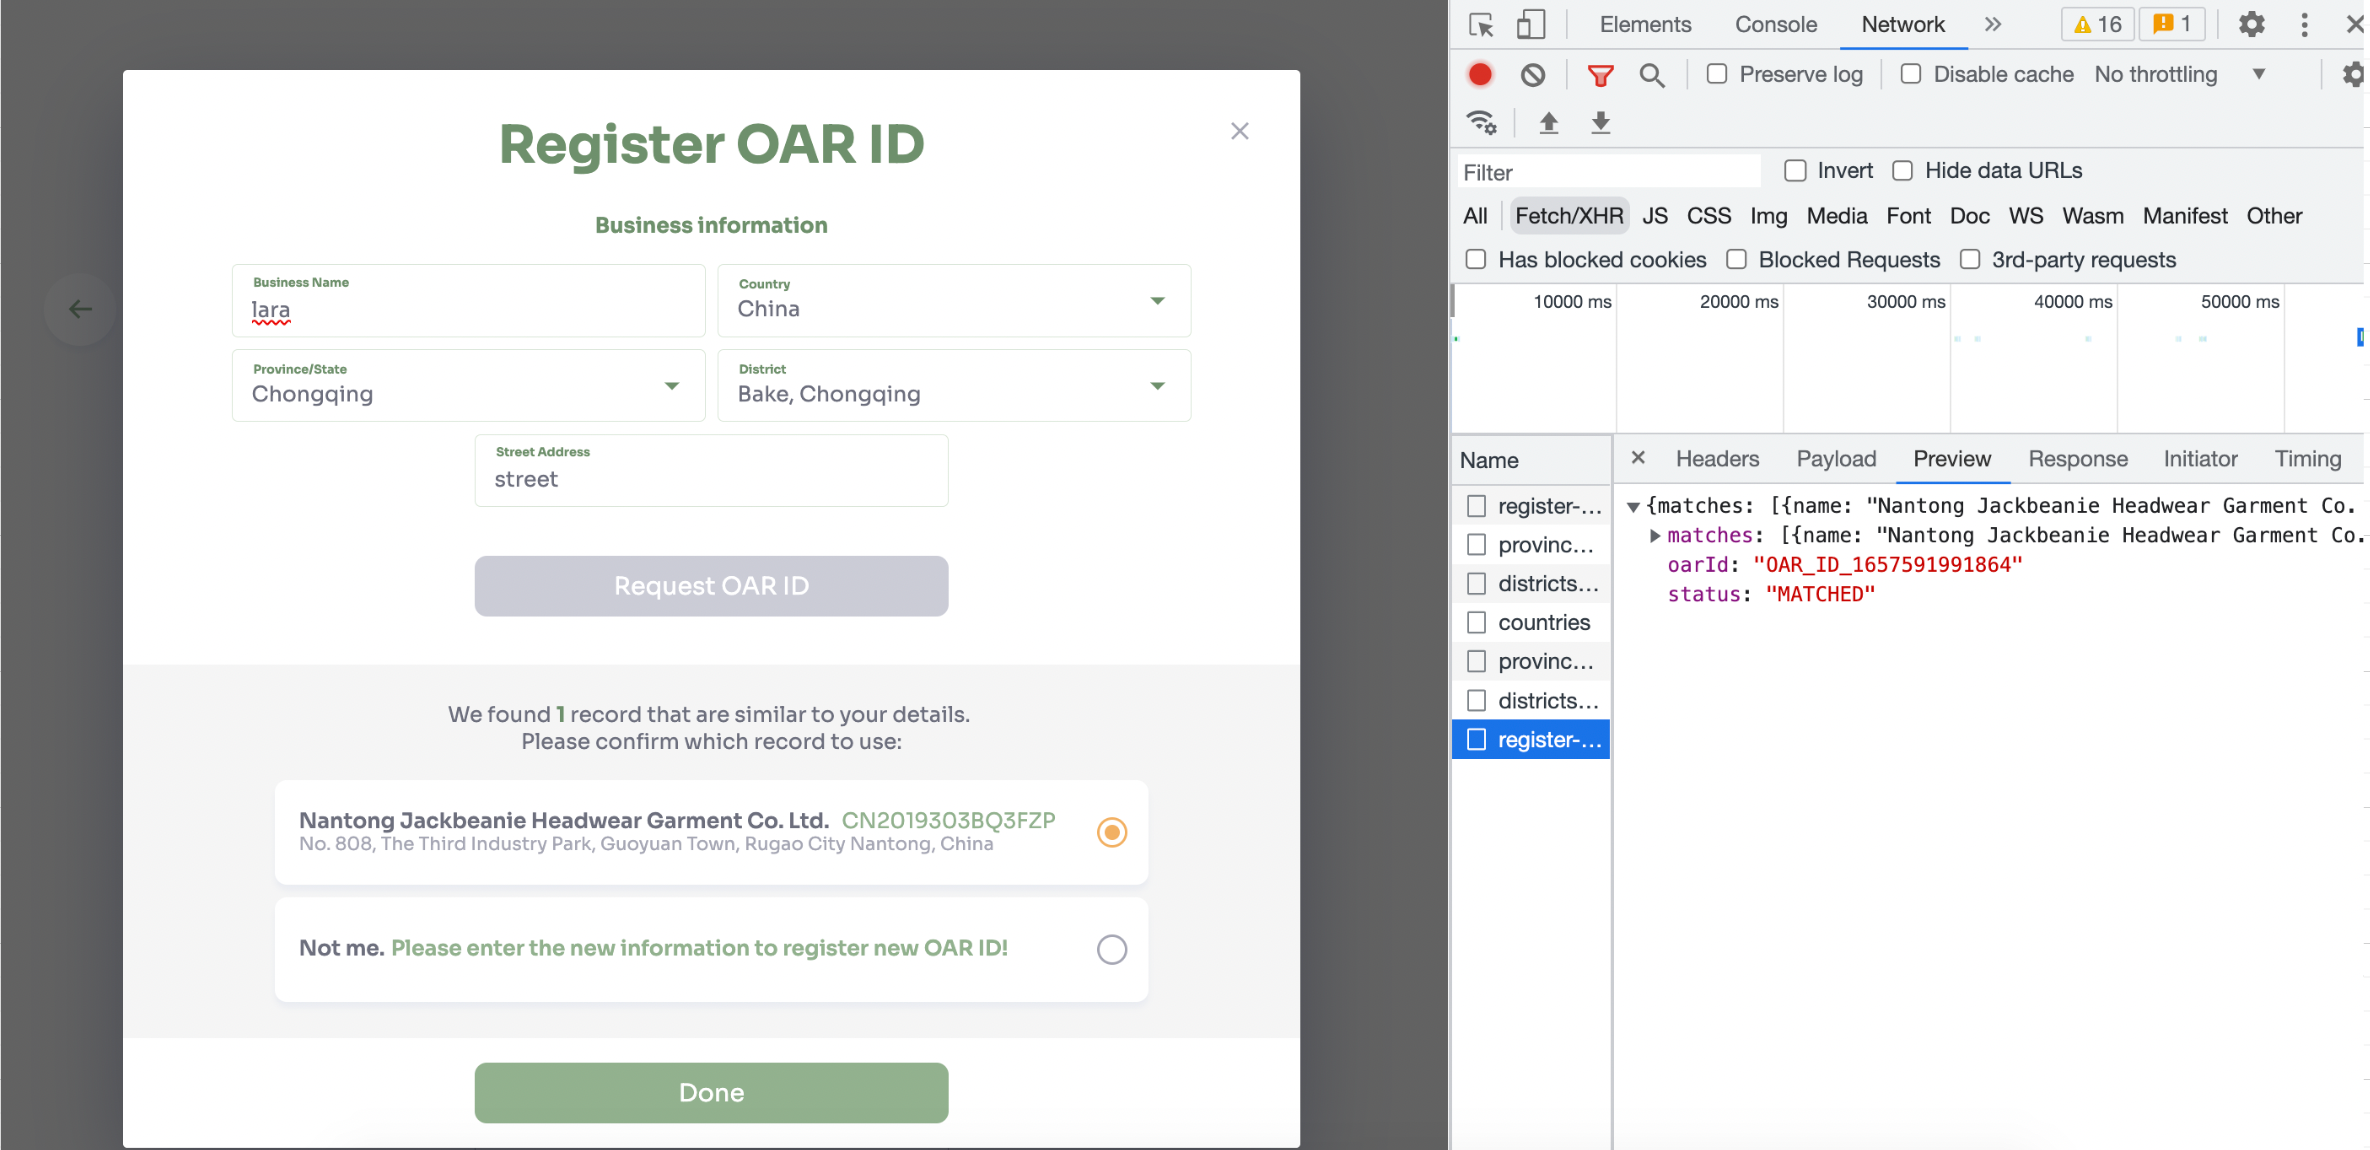 Register OAR ID
Business information
Business Name
lara
Country
China
Province/State
Chongqing
District
Bake, Chongqing
Street Address
street
Request OAR ID
We found 1 record that are similar to your details.
Please confirm which record to use:
Nantong Jackbeanie Headwear Garment Co. Ltd. CN2019303BQ3FZP
No. 808, The Third Industry Park, Guoyuan Town, Rugao City Nantong, China
Not me. Please enter the new information to register new OAR ID!
Done
Elements Console Network 16 1
Preserve log Disable cache No throttling
Filter Invert Hide data URLs
All Fetch/XHR JS CSS Img Media Font Doc WS Wasm Manifest Other
Has blocked cookies Blocked Requests 3rd-party requests
10000 ms 20000 ms 30000 ms 40000 ms 50000 ms
Name
register-...
provinc...
districts...
countries
provinc...
districts...
register-...
Headers Payload Preview Response Initiator Timing
{matches: [{name: "Nantong Jackbeanie Headwear Garment Co.
matches: [{name: "Nantong Jackbeanie Headwear Garment Co.
oarId: "OAR_ID_1657591991864"
status: "MATCHED"